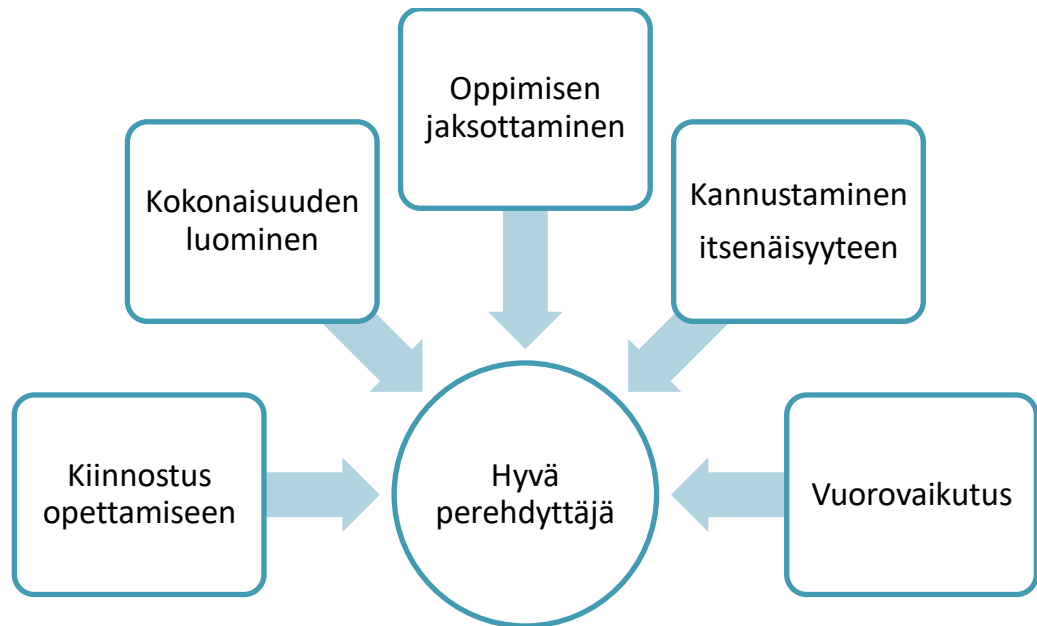 Oppimisen
jaksottaminen
Kokonaisuuden
luominen
Kannustaminen
itsenäisyyteen
Kiinnostus
opettamiseen
Hyvä
perehdyttäjä
Vuorovaikutus